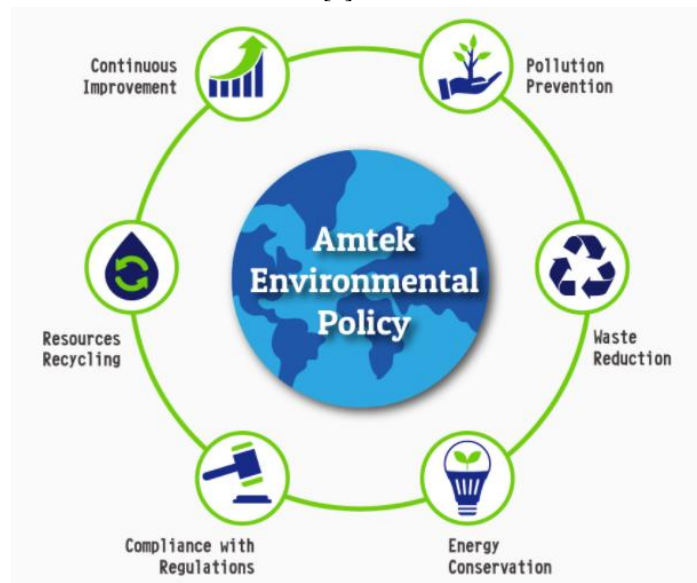 Continuous
Improvement
Pollution
Prevention
Amtek
Environmental
Policy
Resources
Recycling
Waste
Reduction
Compliance with
Regulations
Energy
Conservation